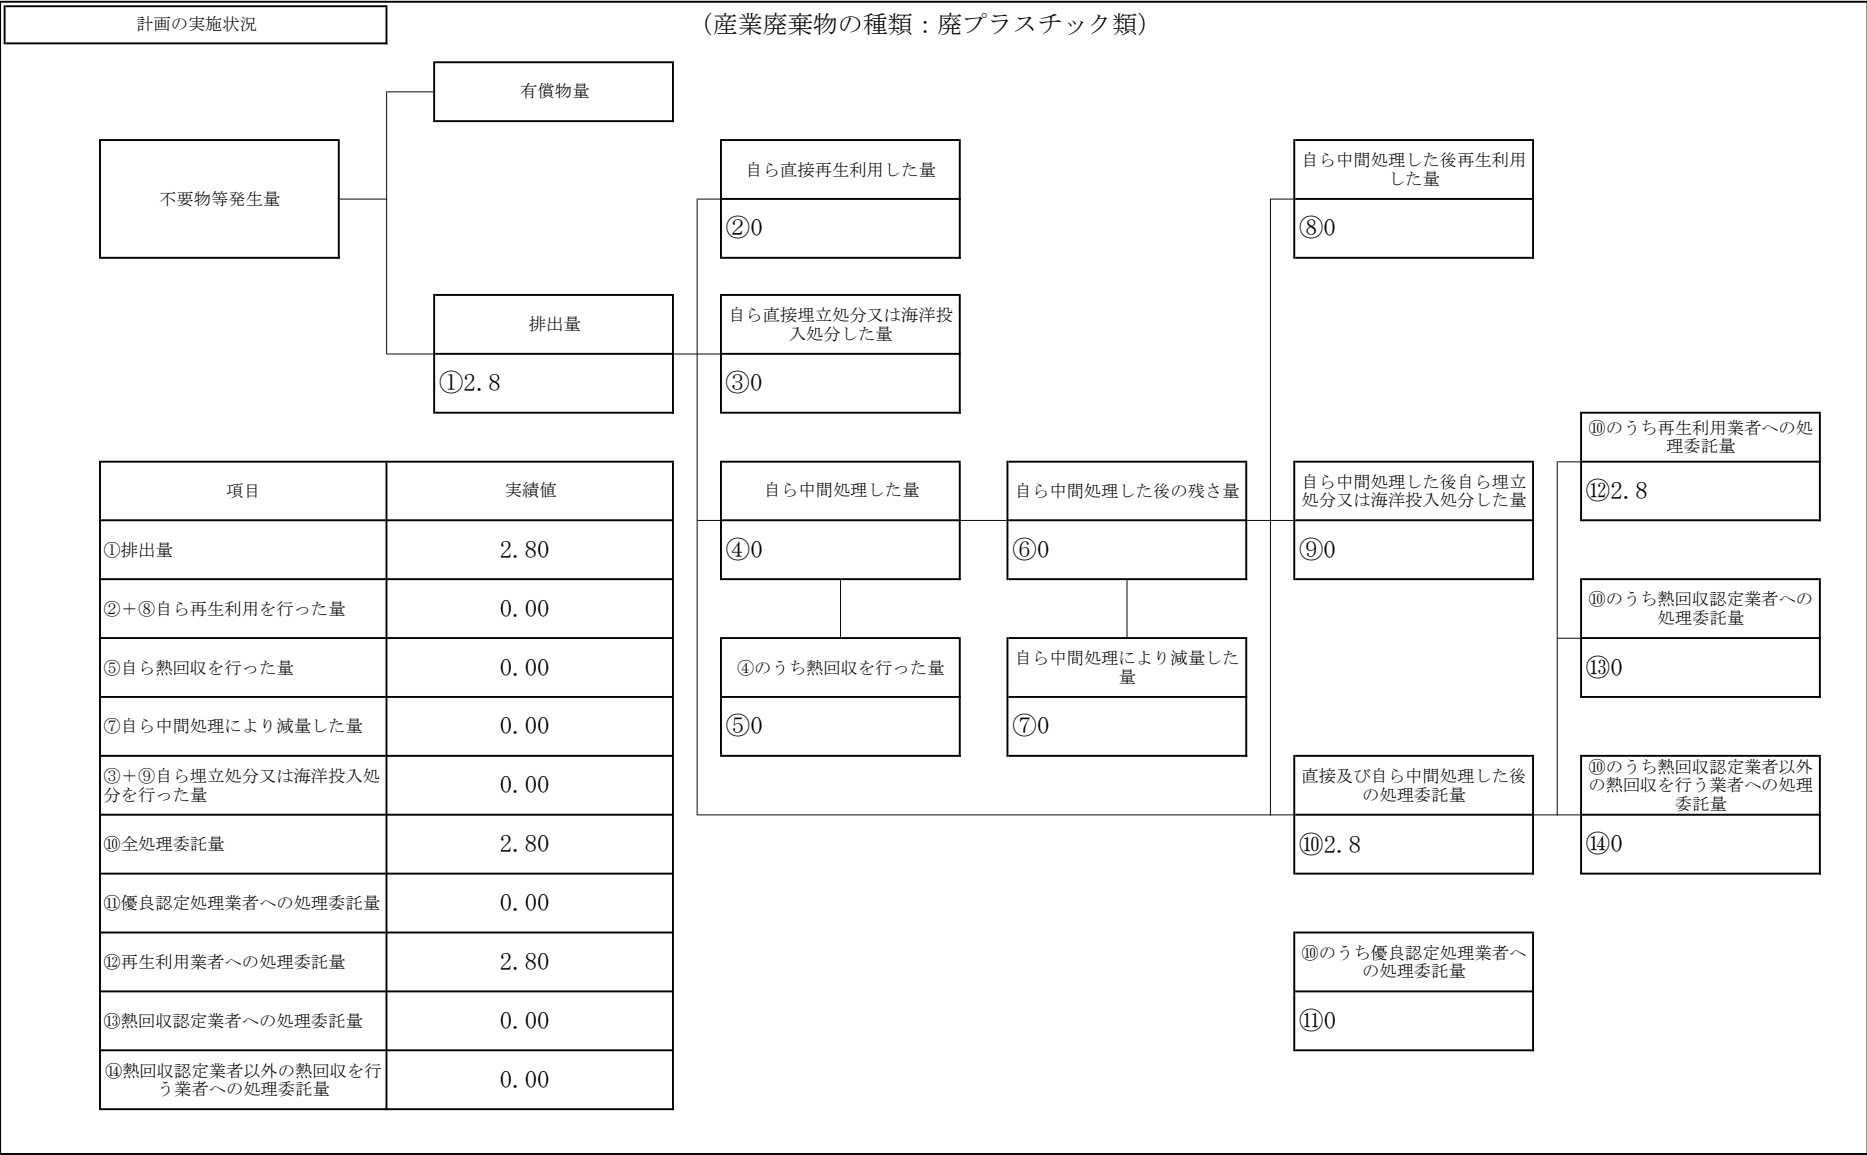 計画の実施状況
（産業廃棄物の種類：廃プラスチック類）
有償物量
不要物等発生量
自ら直接再生利用した量
②0
自ら中間処理した後再生利用
した量
⑧0
排出量
①2.8
自ら直接埋立処分又は海洋投
入処分した量
③0
⑩のうち再生利用業者への処
理委託量
⑫2.8
自ら中間処理した量
④0
自ら中間処理した後の残さ量
⑥0
自ら中間処理した後自ら埋立
処分又は海洋投入処分した量
⑨0
⑩のうち熱回収認定業者への
処理委託量
⑬0
④のうち熱回収を行った量
⑤0
自ら中間処理により減量した
量
⑦0
直接及び自ら中間処理した後
の処理委託量
⑩2.8
⑩のうち熱回収認定業者以外
の熱回収を行う業者への処理
委託量
⑭0
⑩のうち優良認定処理業者へ
の処理委託量
⑪0
項目 実績値
①排出量 2.80
②＋⑧自ら再生利用を行った量 0.00
⑤自ら熱回収を行った量 0.00
⑦自ら中間処理により減量した量 0.00
③＋⑨自ら埋立処分又は海洋投入処
分を行った量 0.00
⑩全処理委託量 2.80
⑪優良認定処理業者への処理委託量 0.00
⑫再生利用業者への処理委託量 2.80
⑬熱回収認定業者への処理委託量 0.00
⑭熱回収認定業者以外の熱回収を行
う業者への処理委託量 0.00